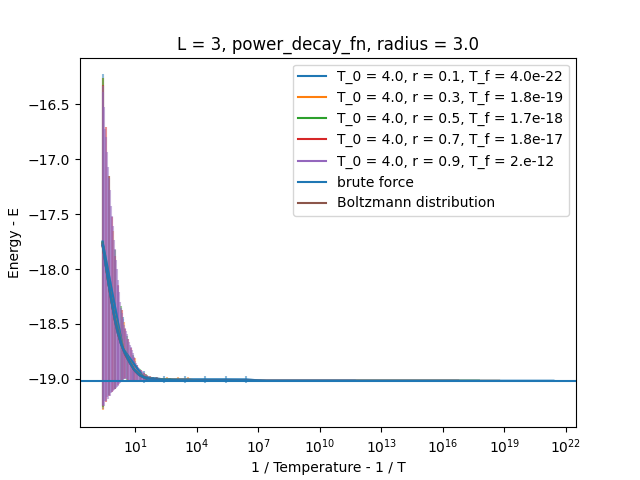 L = 3, power_decay_fn, radius = 3.0
T_0 = 4.0, r = 0.1, T_f = 4.0e-22
T_0 = 4.0, r = 0.3, T_f = 1.8e-19
T_0 = 4.0, r = 0.5, T_f = 1.7e-18
T_0 = 4.0, r = 0.7, T_f = 1.8e-17
T_0 = 4.0, r = 0.9, T_f = 2.e-12
brute force
Boltzmann distribution
Energy - E
−16.5
−17.0
−17.5
−18.0
−18.5
−19.0
10¹ 10⁴ 10⁷ 10¹⁰ 10¹³ 10¹⁶ 10¹⁹ 10²²
1 / Temperature - 1 / T